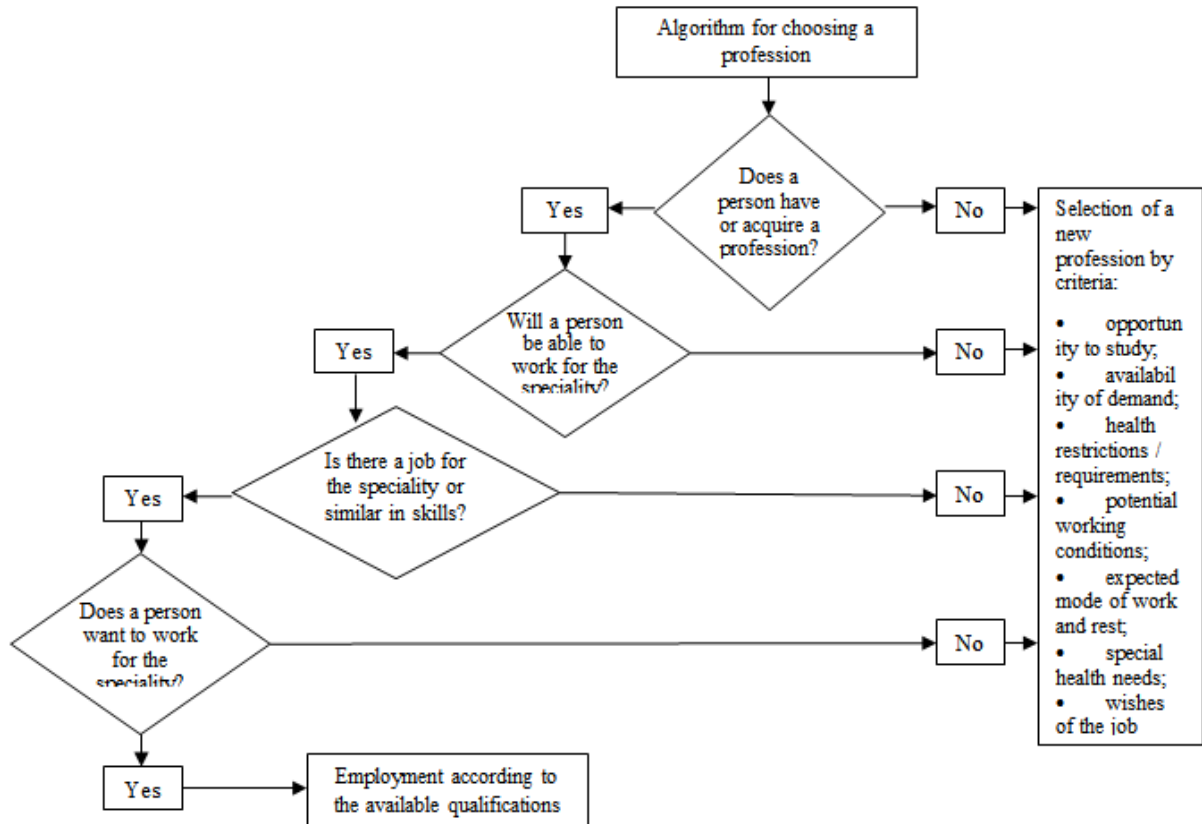 Algorithm for choosing a
profession
Does a
person have
or acquire a
profession?
Yes
No
Will a person
be able to
work for the
speciality?
Yes
No
Is there a job for
the speciality or
similar in skills?
Yes
No
Does a person
want to work
for the
speciality?
No
Yes
Employment according to
the available qualifications
Selection of a
new
profession by
criteria:
• opportun
ity to study;
• availabil
ity of demand;
• health
restrictions /
requirements;
• potential
working
conditions;
• expected
mode of work
and rest;
• special
health needs;
• wishes
of the job